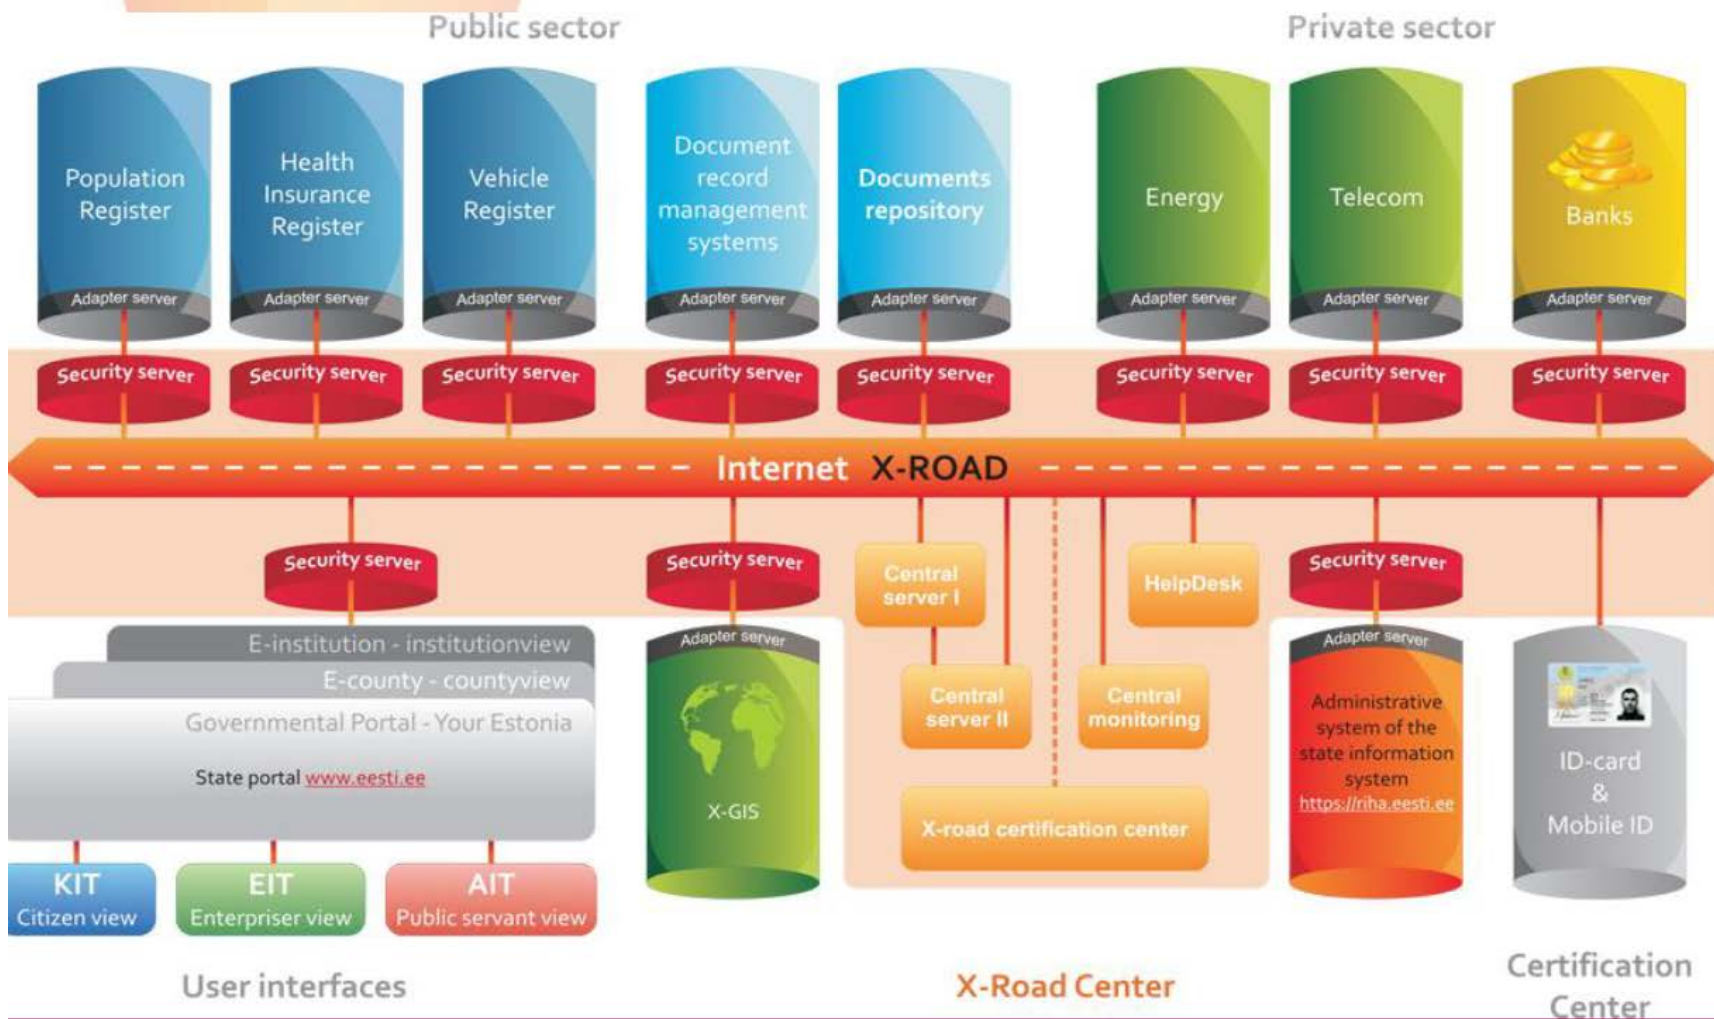 Public sector
Private sector
Population
Register
Health
Insurance
Register
Vehicle
Register
Document
record
management
systems
Documents
repository
Energy
Telecom
Banks
Adapter server
Adapter server
Adapter server
Adapter server
Adapter server
Adapter server
Adapter server
Adapter server
Security server
Security server
Security server
Security server
Security server
Security server
Security server
Security server
Internet X-ROAD
Security server
Security server
Central
server I
HelpDesk
Security server
E-institution - institutionview
E-county - countyview
Governmental Portal - Your Estonia
State portal www.eesti.ee
Adapter server
X-GIS
Central
server II
Central
monitoring
X-road certification center
Adapter server
Administrative
system of the
state information
system
https://riha.eesti.ee
ID-card
&
Mobile ID
KIT
Citizen view
EIT
Enterpriser view
AIT
Public servant view
User interfaces
X-Road Center
Certification
Center